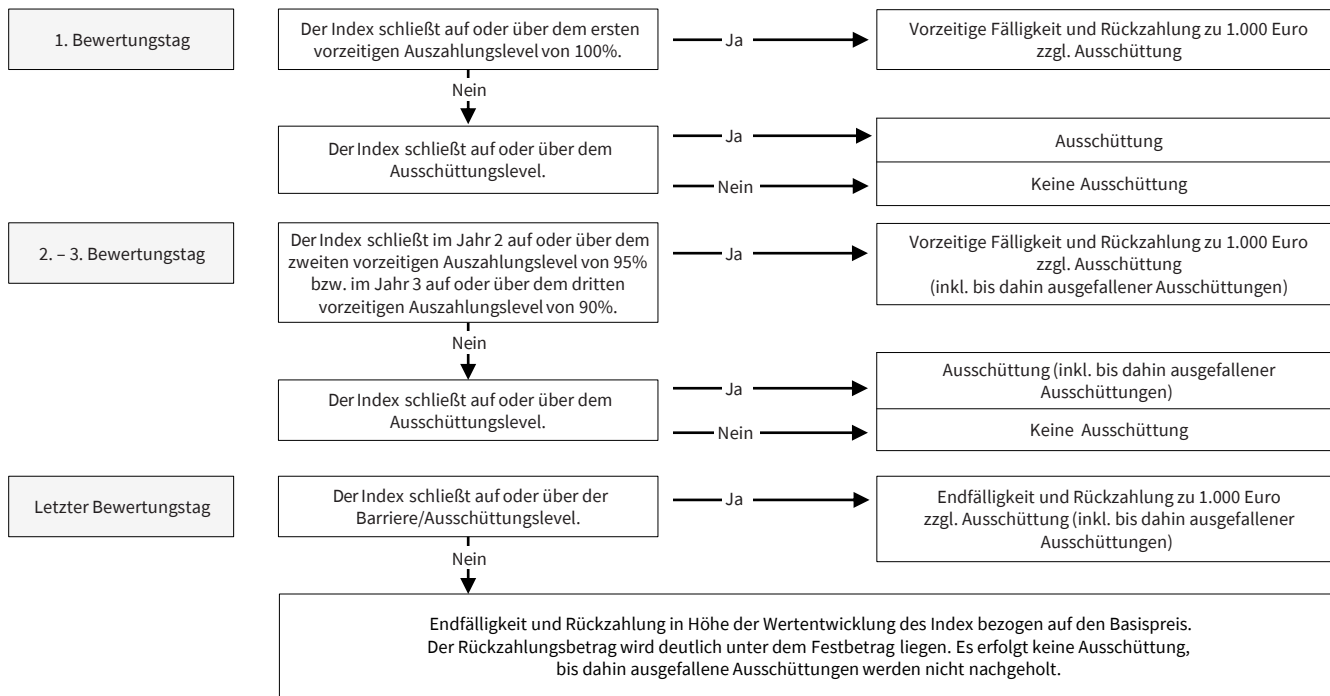 1. Bewertungstag
Der Index schließt auf oder über dem ersten
vorzeitigen Auszahlungslevel von 100%.
Ja
Vorzeitige Fälligkeit und Rückzahlung zu 1.000 Euro
zzgl. Ausschüttung
Nein
Der Index schließt auf oder über dem
Ausschüttungslevel.
Ja
Ausschüttung
Nein
Keine Ausschüttung
2. – 3. Bewertungstag
Der Index schließt im Jahr 2 auf oder über dem
zweiten vorzeitigen Auszahlungslevel von 95%
bzw. im Jahr 3 auf oder über dem dritten
vorzeitigen Auszahlungslevel von 90%.
Ja
Vorzeitige Fälligkeit und Rückzahlung zu 1.000 Euro
zzgl. Ausschüttung
(inkl. bis dahin ausgefallener Ausschüttungen)
Nein
Der Index schließt auf oder über dem
Ausschüttungslevel.
Ja
Ausschüttung (inkl. bis dahin ausgefallener
Ausschüttungen)
Nein
Keine Ausschüttung
Letzter Bewertungstag
Der Index schließt auf oder über der
Barriere/Ausschüttungslevel.
Ja
Endfälligkeit und Rückzahlung zu 1.000 Euro
zzgl. Ausschüttung (inkl. bis dahin ausgefallener
Ausschüttungen)
Nein
Endfälligkeit und Rückzahlung in Höhe der Wertentwicklung des Index bezogen auf den Basispreis.
Der Rückzahlungsbetrag wird deutlich unter dem Festbetrag liegen. Es erfolgt keine Ausschüttung,
bis dahin ausgefallene Ausschüttungen werden nicht nachgeholt.